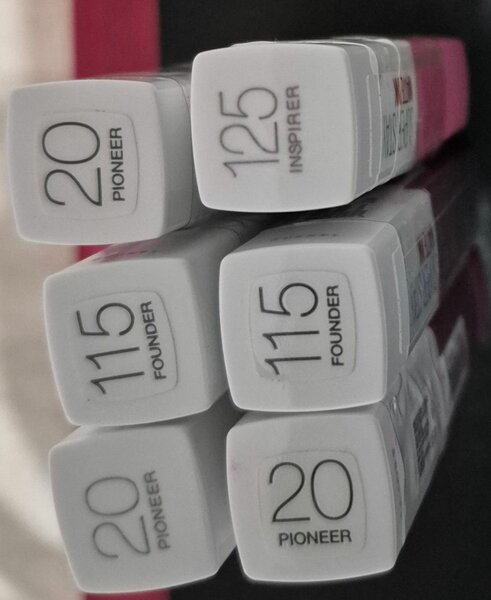 20
PIONEER
125
INSPIRER
115
FOUNDER
115
FOUNDER
20
PIONEER
20
PIONEER